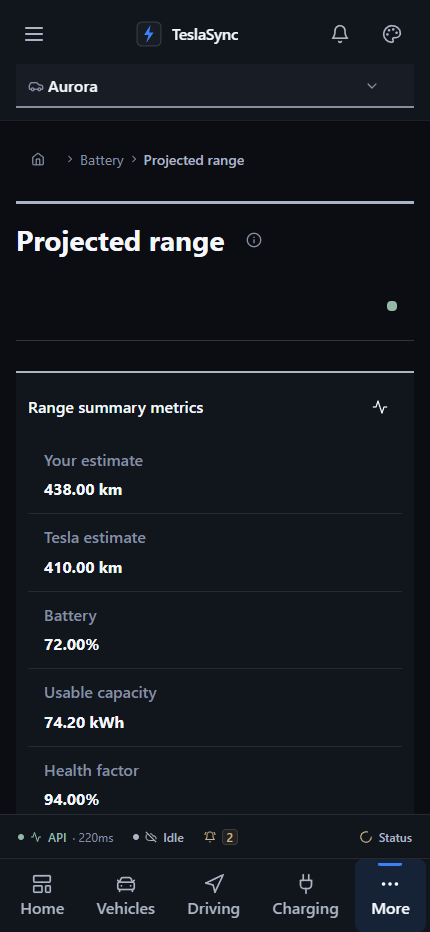 TeslaSync
Aurora
Battery Projected range
Projected range
Range summary metrics
Your estimate
438.00 km
Tesla estimate
410.00 km
Battery
72.00%
Usable capacity
74.20 kWh
Health factor
94.00%
API · 220ms Idle 2 Status
Home Vehicles Driving Charging More